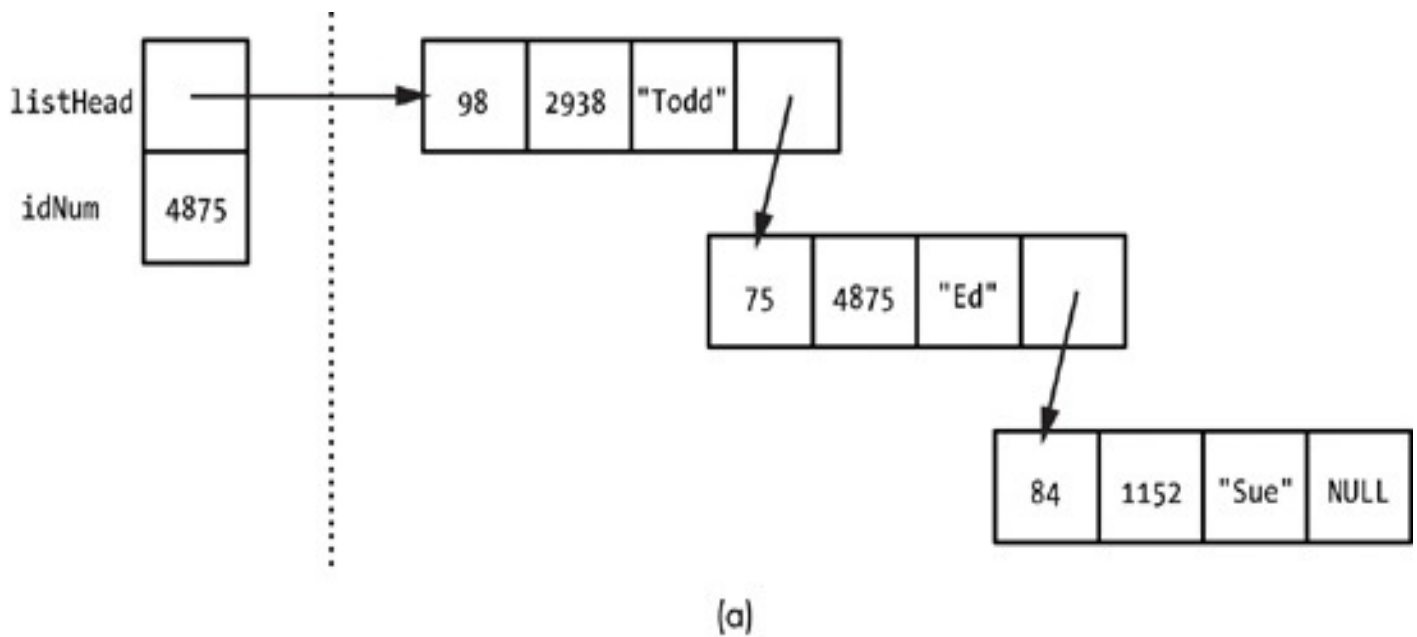 listHead
98 2938 "Todd"
idNum 4875
75 4875 "Ed"
84 1152 "Sue" NULL
(a)